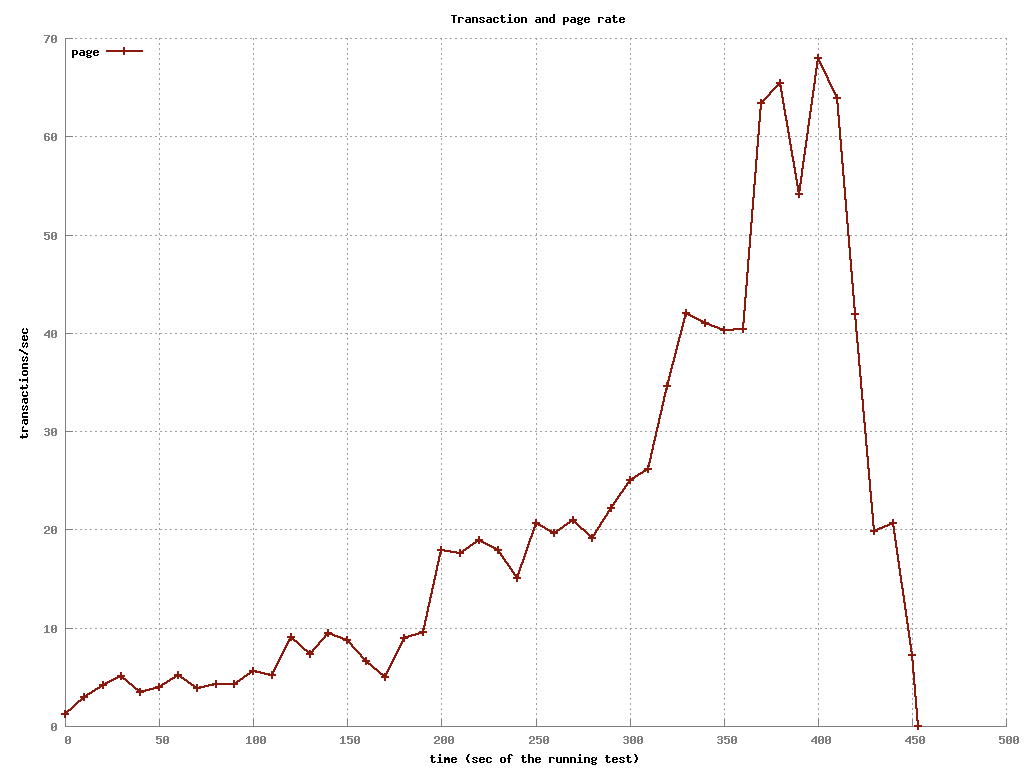 Transaction and page rate
page
70
60
50
40
30
20
10
0
transactions/sec
0 50 100 150 200 250 300 350 400 450 500
time (sec of the running test)